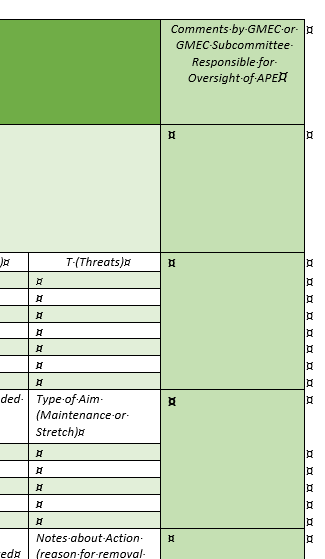 Comments by GMEC or
GMEC Subcommittee
Responsible for
Oversight of APE¤ ¤
¤ ¤
)¤ T (Threats)¤ ¤ ¤
¤ ¤
¤ ¤
¤ ¤
¤ ¤
¤ ¤
¤ ¤
¤ ¤
ded Type of Aim ¤ ¤
(Maintenance or
Stretch)¤
¤ ¤
¤ ¤
¤ ¤
¤ ¤
¤ ¤
Notes about Action ¤ ¤
ed¤ (reason for removal